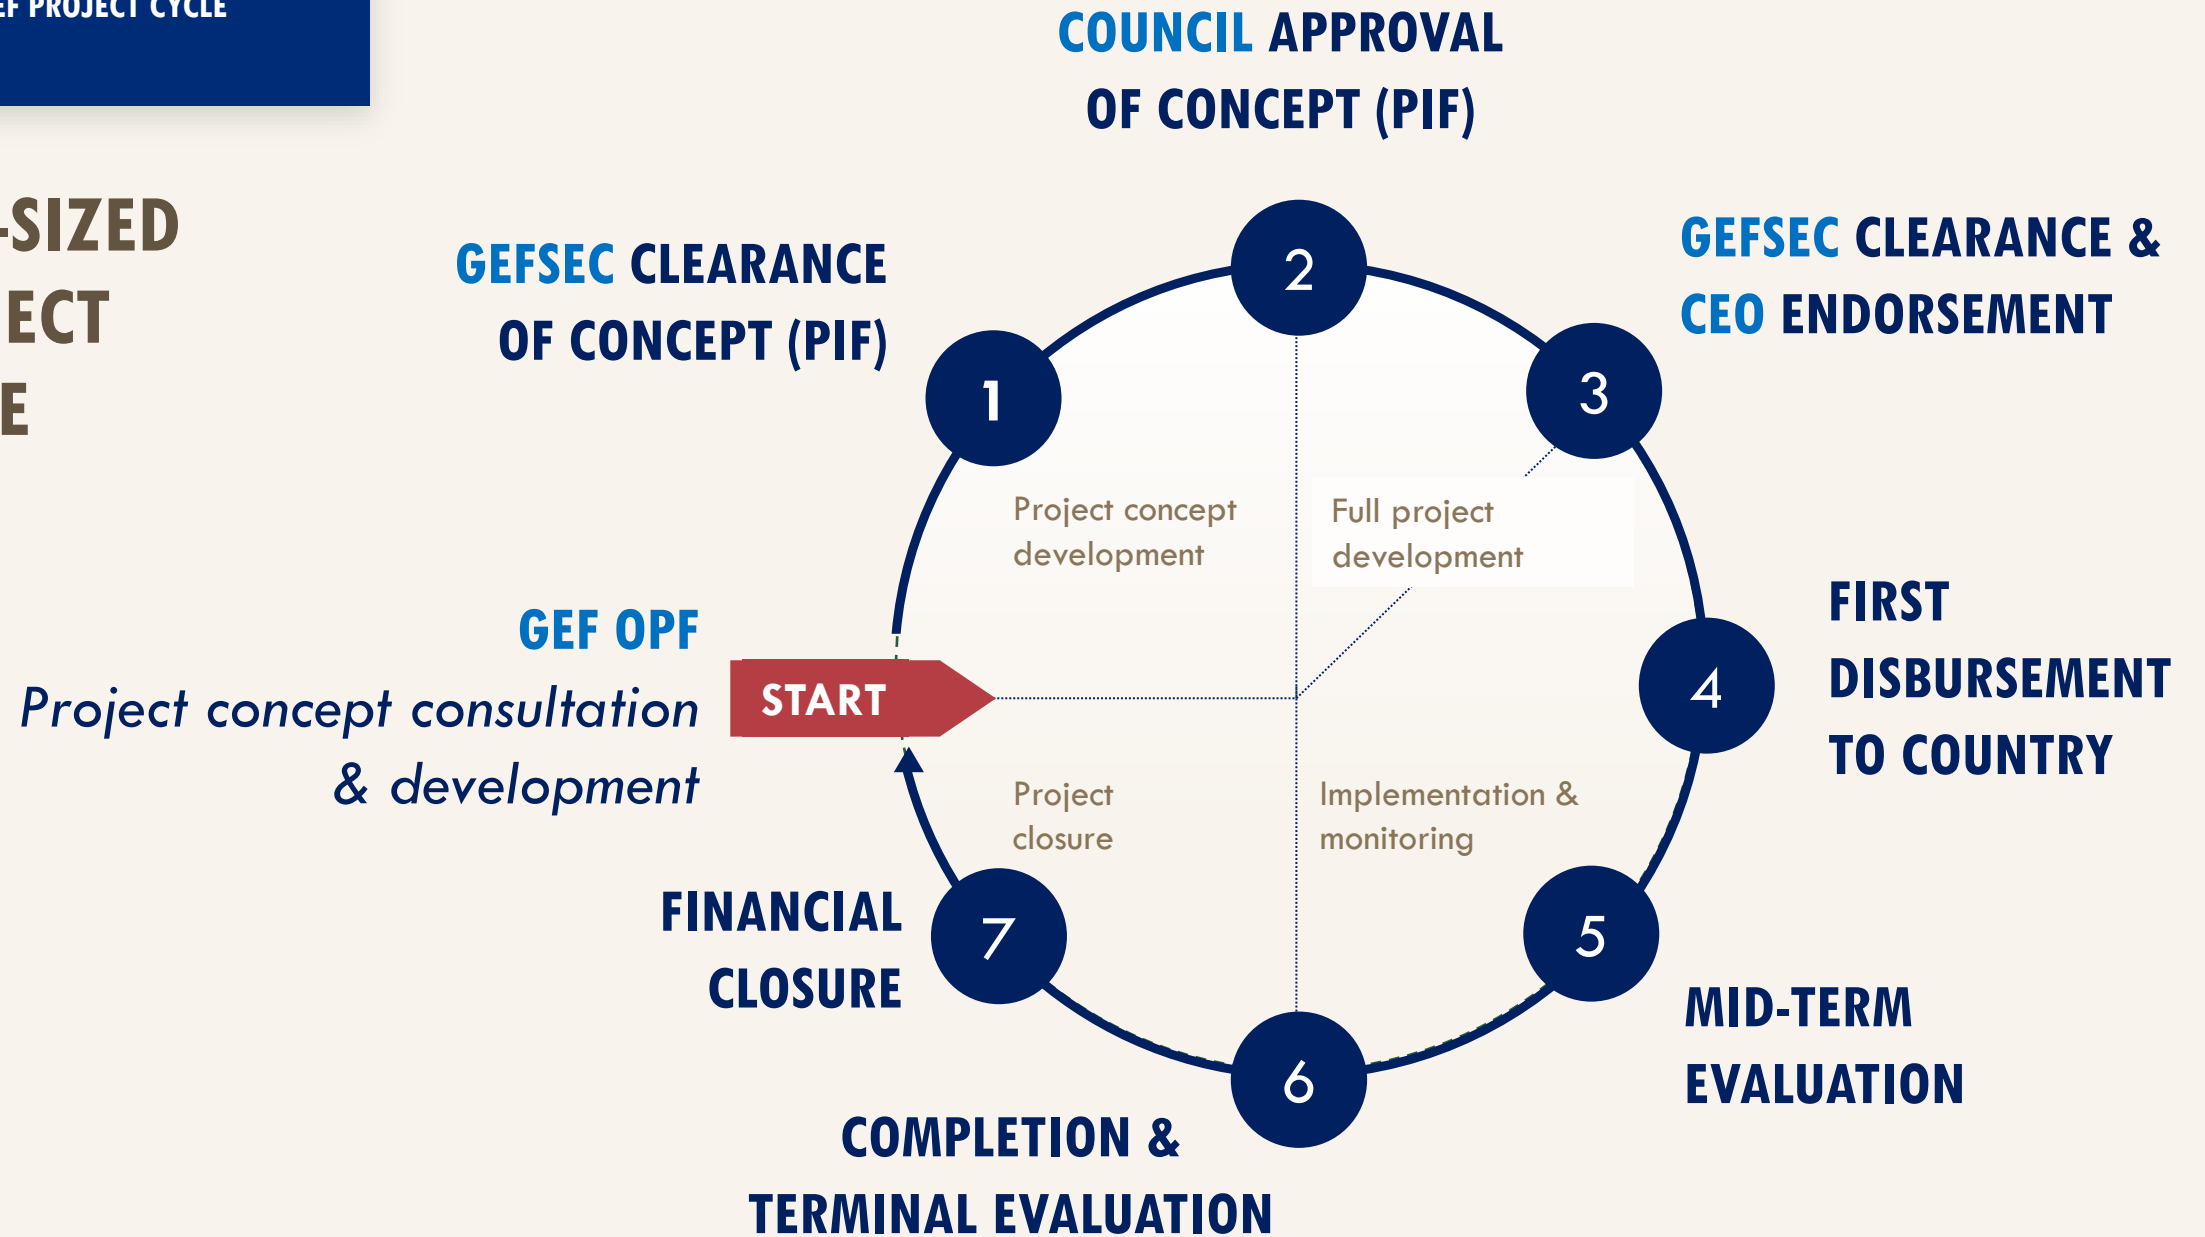 EF PROJECT CYCLE
-SIZED
ECT
E
COUNCIL APPROVAL
OF CONCEPT (PIF)
GEFSEC CLEARANCE
OF CONCEPT (PIF)
GEFSEC CLEARANCE &
CEO ENDORSEMENT
2
1
3
Project concept
development
Full project
development
GEF OPF
Project concept consultation
& development
START
4
FIRST
DISBURSEMENT
TO COUNTRY
Project
closure
Implementation &
monitoring
FINANCIAL
CLOSURE
7
5
MID-TERM
EVALUATION
6
COMPLETION &
TERMINAL EVALUATION